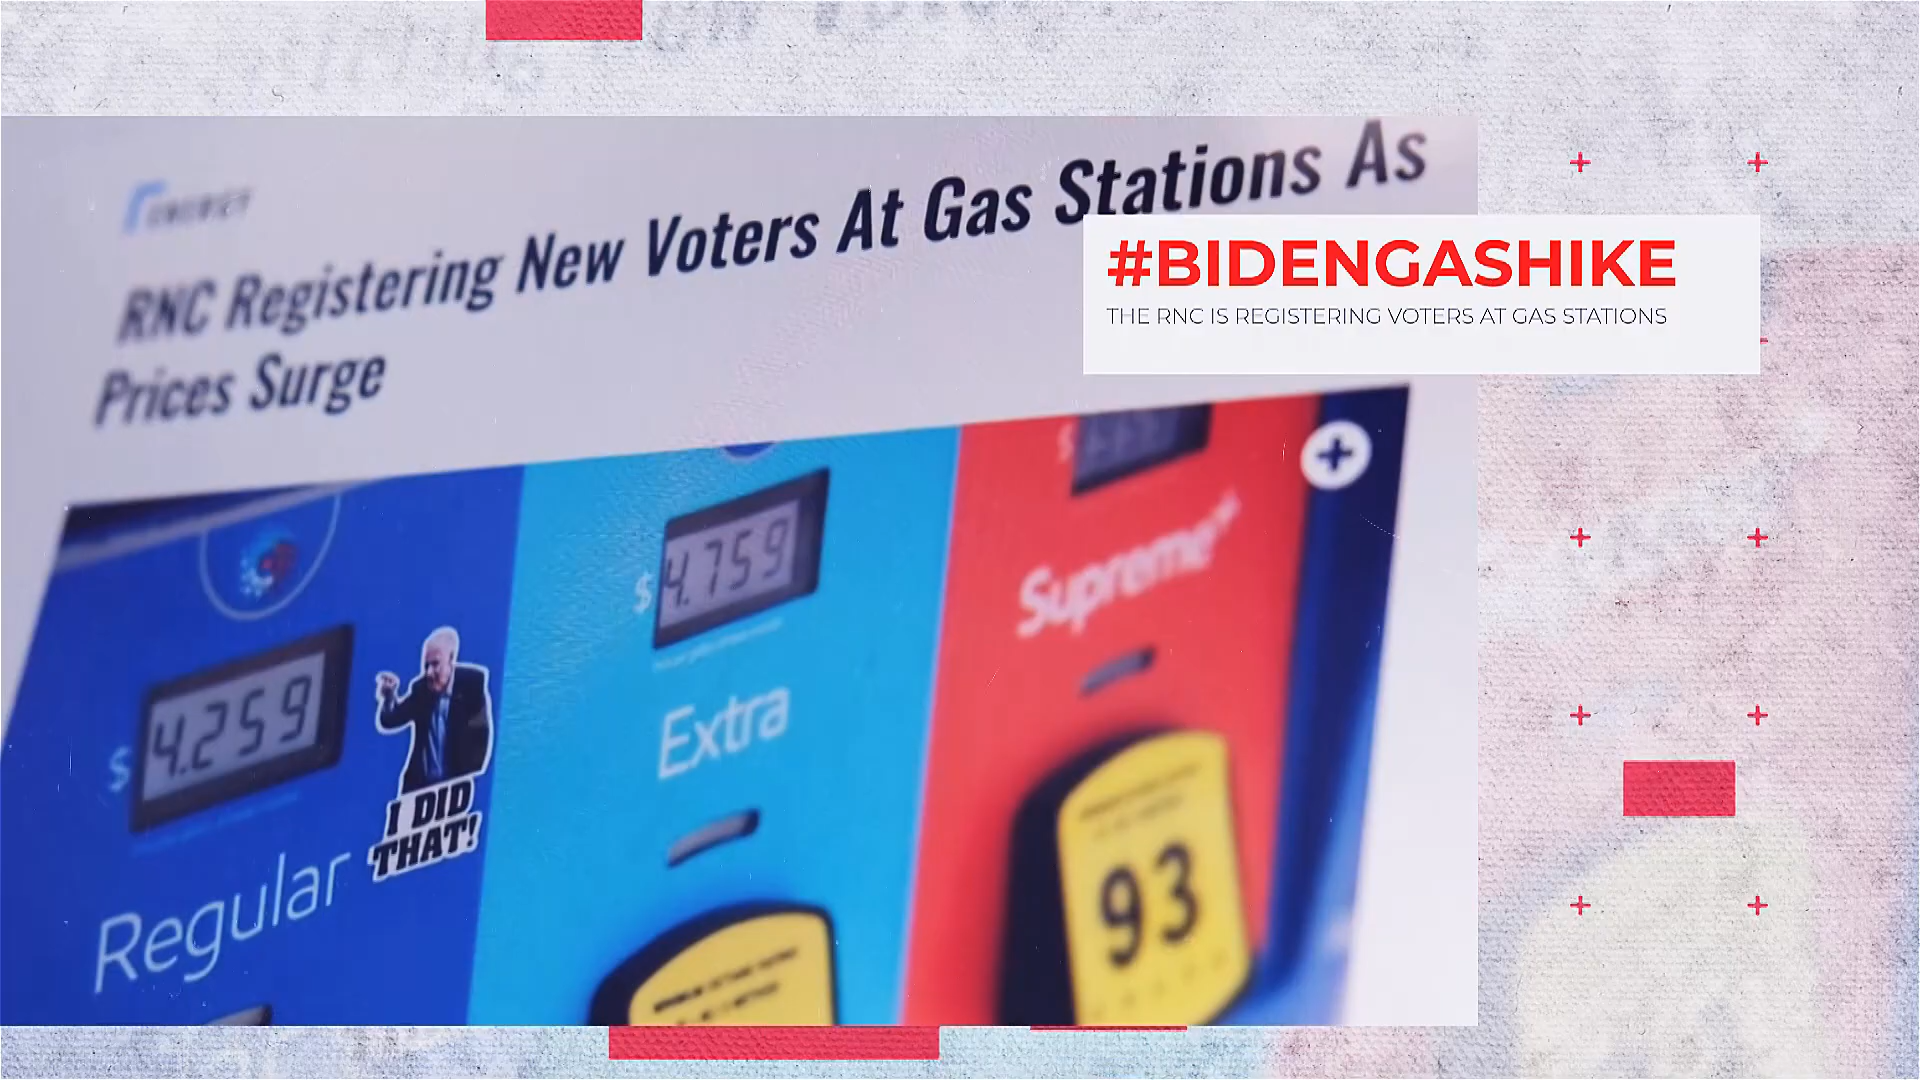 ENERGY
RNC Registering New Voters At Gas Stations As
Prices Surge
#BIDENGASHIKE
THE RNC IS REGISTERING VOTERS AT GAS STATIONS
$ 4.759
Supreme
$ 4.259
Extra
I DID
THAT!
Regular
93